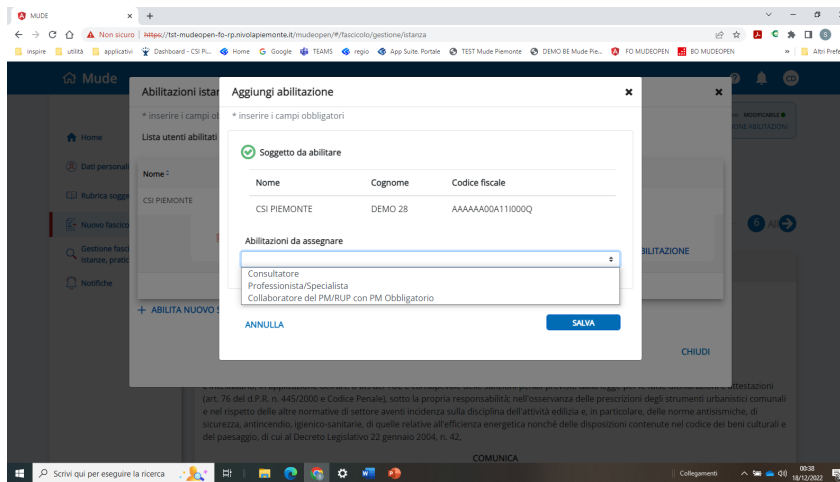 MUDE
Non sicuro | https://tst-mudeopen-fo-rp.nivolapiemonte.it/mudeopen/#/fascicolo/gestione/istanza
inspire utilità applicativi Dashboard - CSI Pi... Home Google TEAMS regio App Suite. Portale TEST Mude Piemonte DEMO BE Mude Pie... FO MUDEOPEN BO MUDEOPEN » Altri Prefe
Mude
CD
Abilitazioni istan
Aggiungi abilitazione
* inserire i campi ob
* inserire i campi obbligatori
MODIFICABILE
IONE ABILITAZIONI
Home
Lista utenti abilitati
Soggetto da abilitare
Dati personali
Nome
Nome Cognome Codice fiscale
Rubrica sogge
CSI PIEMONTE
CSI PIEMONTE DEMO 28 AAAAAA00A11I000Q
Nuovo fascico
6 All
Abilitazioni da assegnare
Gestione fasci
istanze, pratic
BILITAZIONE
Consultatore
Professionista/Specialista
Notifiche
Collaboratore del PM/RUP con PM Obbligatorio
+ ABILITA NUOVO S
ANNULLA SALVA
CHIUDI
(art. 76 del d.P.R. n. 445/2000 e Codice Penale), sotto la propria responsabilità; nell'osservanza delle prescrizioni degli strumenti urbanistici comunali
e nel rispetto delle altre normative di settore aventi incidenza sulla disciplina dell'attività edilizia e, in particolare, delle norme antisismiche, di
sicurezza, antincendio, igienico-sanitarie, di quelle relative all'efficienza energetica nonché delle disposizioni contenute nel codice dei beni culturali e
del paesaggio, di cui al Decreto Legislativo 22 gennaio 2004, n. 42,
COMUNICA
Scrivi qui per eseguire la ricerca
Collegamenti
00:38
18/12/2022